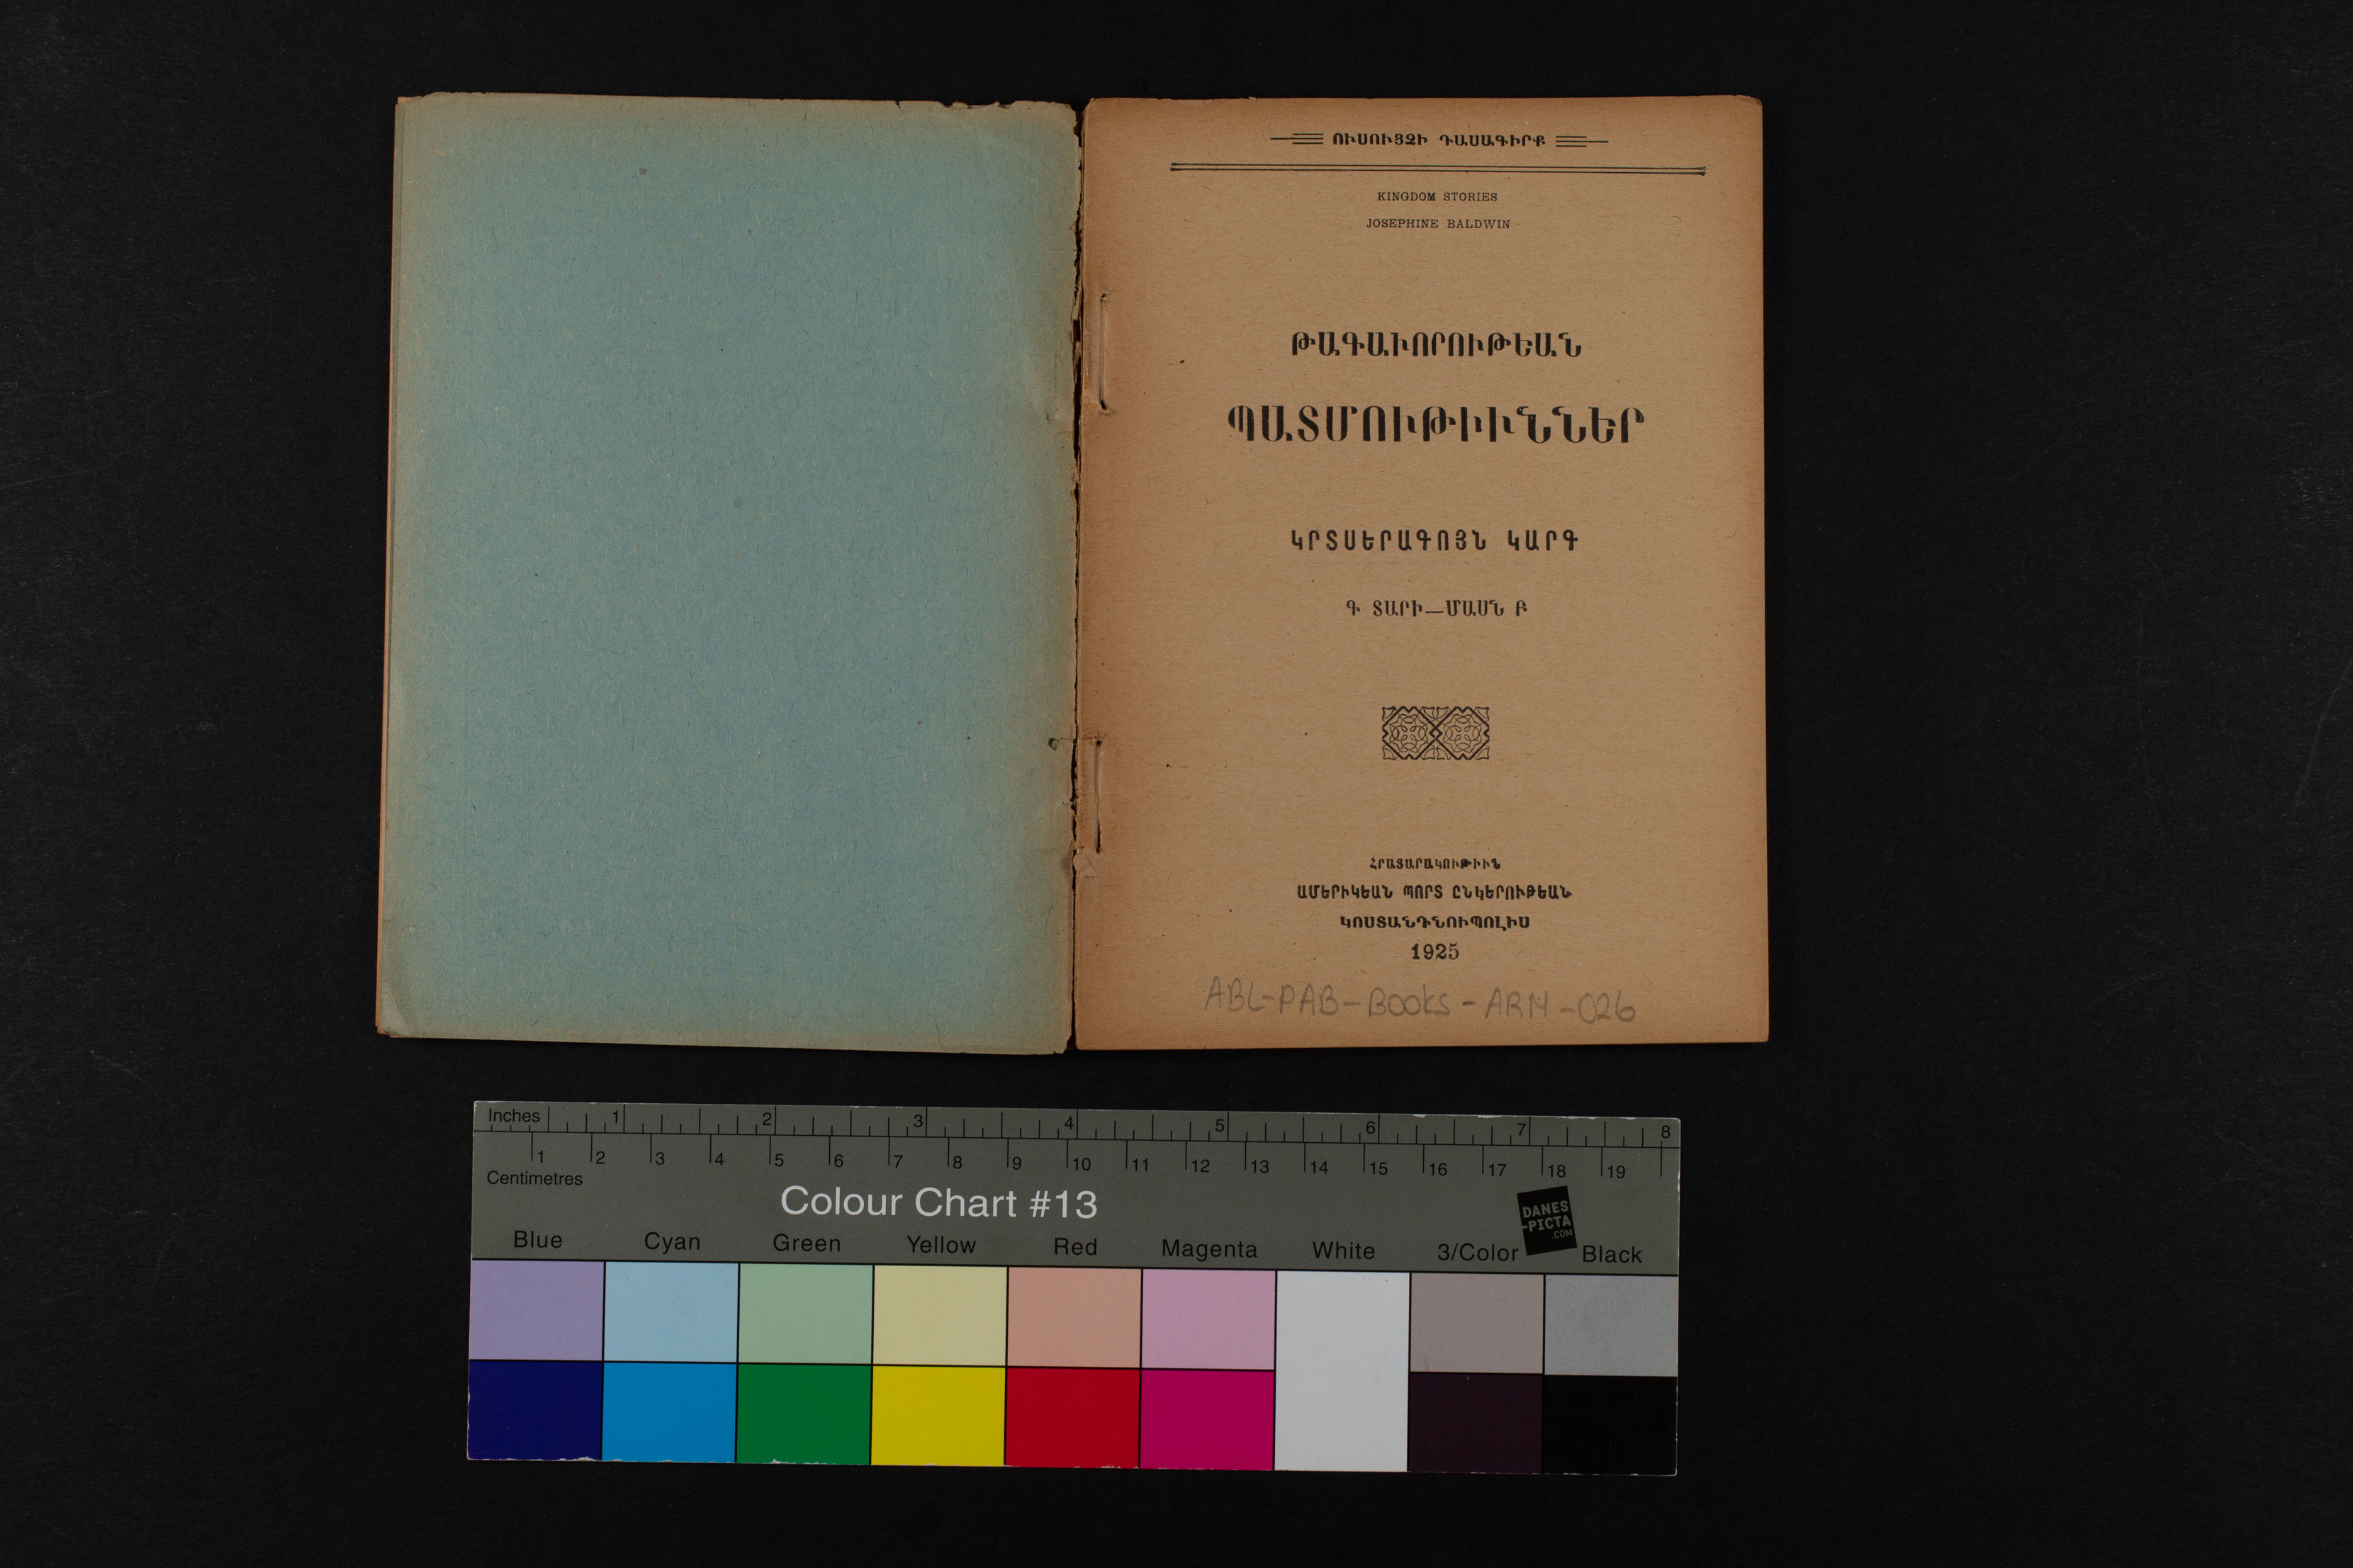 ՈՒՍՈՒՑՉԻ ԴԱՍԱԳԻՐՔ
KINGDOM STORIES
JOSEPHINE BALDWIN
ԹԱԳԱՒՈՐՈՒԹԵԱՆ
ՊԱՏՄՈՒԹԻՒՆՆԵՐ
ԿՐՏՍԵՐԱԳՈՅՆ ԿԱՐԳ
Գ ՏԱՐԻ—ՄԱՍՆ Բ
ՀՐԱՏԱՐԱԿՈՒԹԻՒՆ
ԱՄԵՐԻԿԵԱՆ ՊՈՐՏ ԸՆԿԵՐՈՒԹԵԱՆ
ԿՈՍՏԱՆԴՆՈՒՊՈԼԻՍ
1925
ABL-PAB-BOOKS-ARM-026
Inches 1 2 3 4 5 6 7 8
1 2 3 4 5 6 7 8 9 10 11 12 13 14 15 16 17 18 19
Centimetres
Colour Chart #13
DANES
-PICTA
.COM
Blue Cyan Green Yellow Red Magenta White 3/Color Black